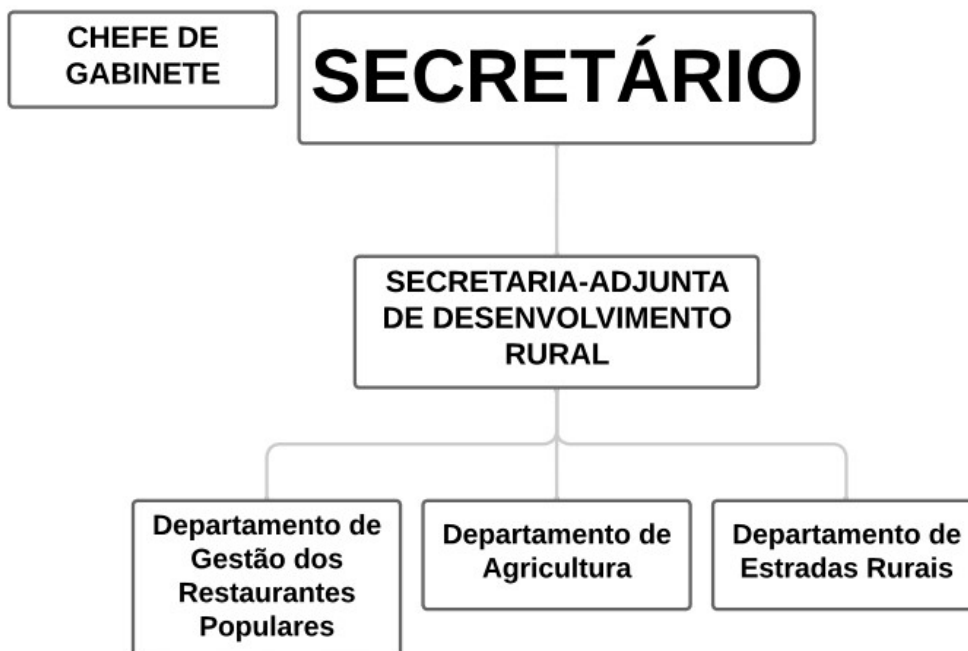 CHEFE DE
GABINETE
SECRETÁRIO
SECRETARIA-ADJUNTA
DE DESENVOLVIMENTO
RURAL
Departamento de
Gestão dos
Restaurantes
Populares
Departamento de
Agricultura
Departamento de
Estradas Rurais